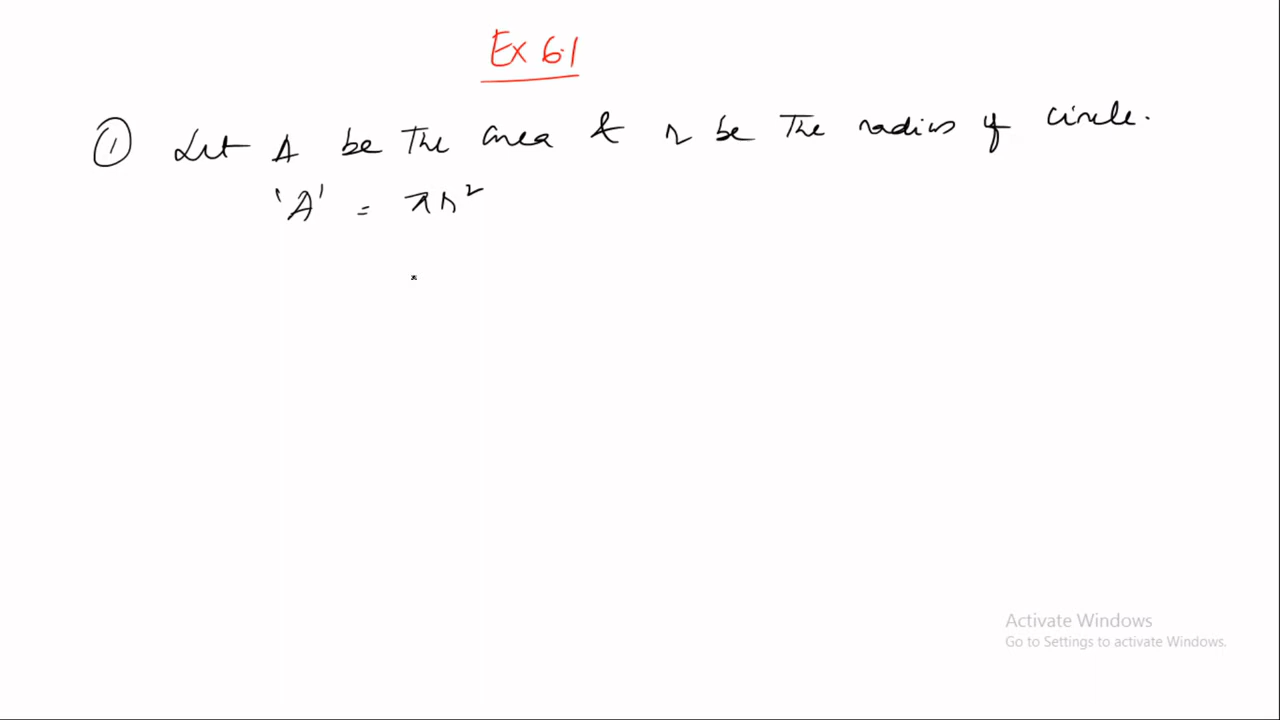 Ex 6.1
① Let A be the area & r be the radius of circle.
'A' = πr²
Activate Windows
Go to Settings to activate Windows.